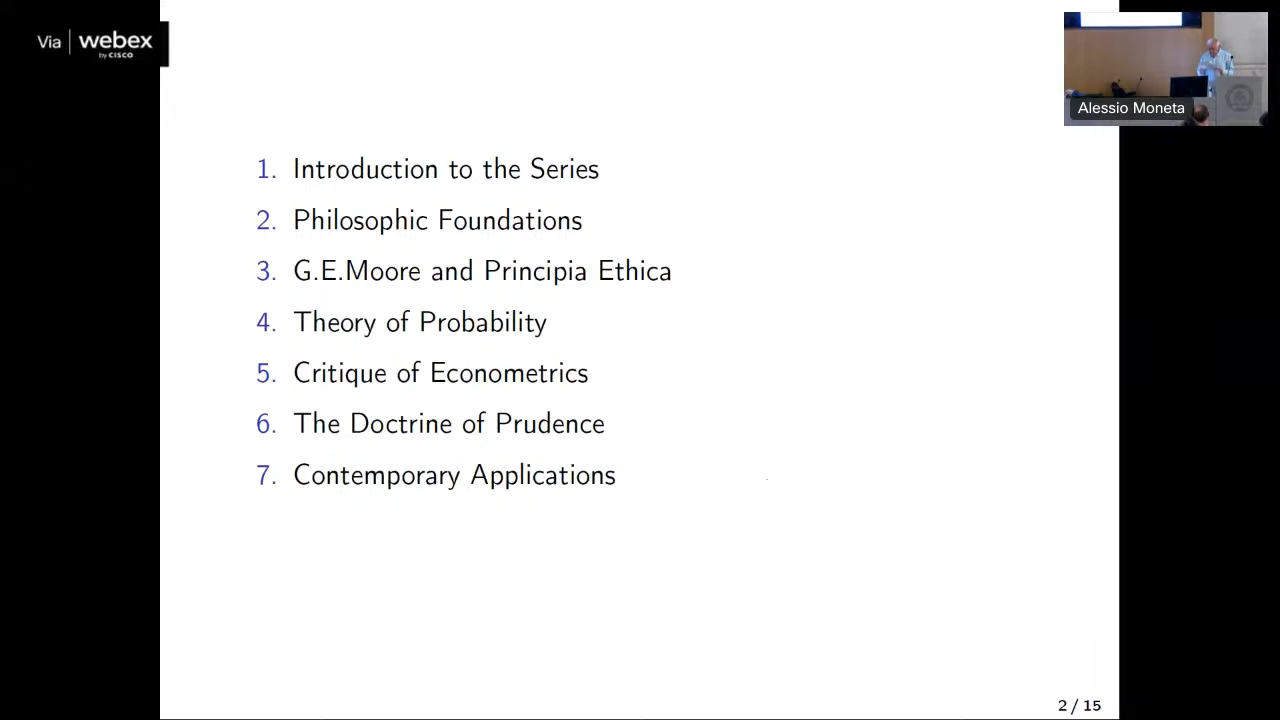 Via webex
by CISCO
Alessio Moneta
1. Introduction to the Series
2. Philosophic Foundations
3. G.E.Moore and Principia Ethica
4. Theory of Probability
5. Critique of Econometrics
6. The Doctrine of Prudence
7. Contemporary Applications
2 / 15